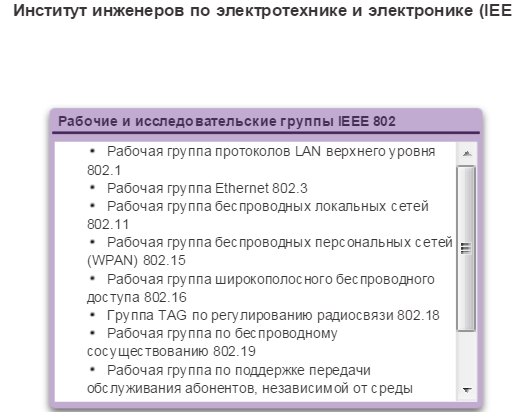 Институт инженеров по электротехнике и электронике (IEE
Рабочие и исследовательские группы IEEE 802
• Рабочая группа протоколов LAN верхнего уровня
802.1
• Рабочая группа Ethernet 802.3
• Рабочая группа беспроводных локальных сетей
802.11
• Рабочая группа беспроводных персональных сетей
(WPAN) 802.15
• Рабочая группа широкополосного беспроводного
доступа 802.16
• Группа TAG по регулированию радиосвязи 802.18
• Рабочая группа по беспроводному
сосуществованию 802.19
• Рабочая группа по поддержке передачи
обслуживания абонентов, независимой от среды